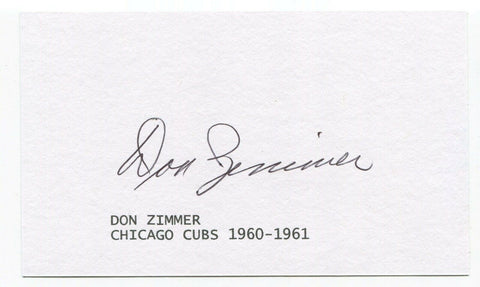 Don Zimmer
DON ZIMMER
CHICAGO CUBS 1960-1961